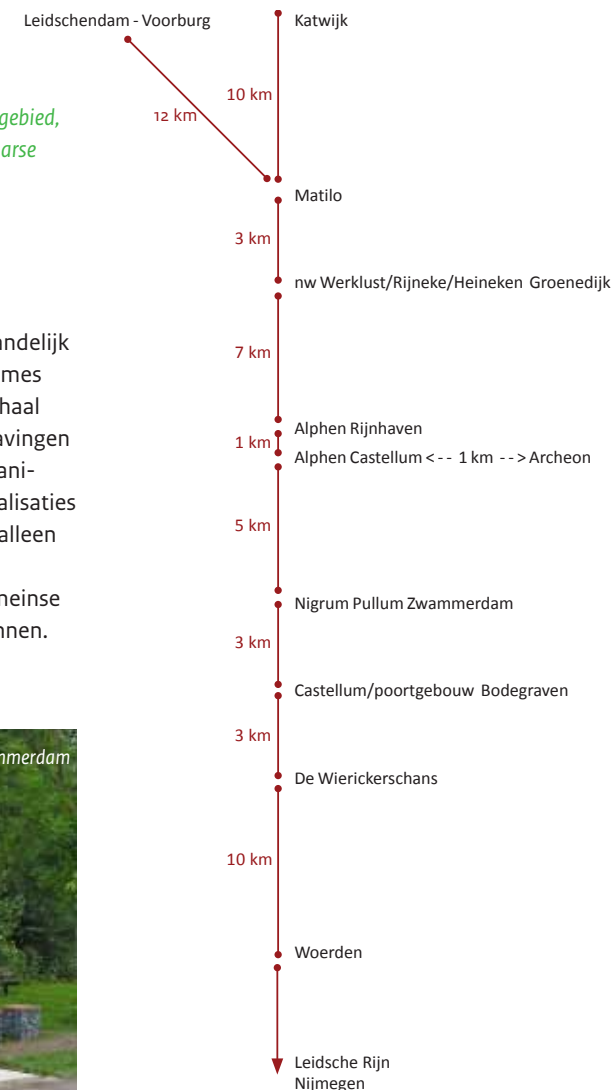 gebied,
arse
andelijk
mes
haal
avingen
ani-
alisaties
alleen
neinse
nnen.
nmerdam
Leidschendam - Voorburg
Katwijk
10 km
12 km
Matilo
3 km
nw Werklust/Rijneke/Heineken Groenedijk
7 km
Alphen Rijnhaven
1 km
Alphen Castellum <-- 1 km --> Archeon
5 km
Nigrum Pullum Zwammerdam
3 km
Castellum/poortgebouw Bodegraven
3 km
De Wierickerschans
10 km
Woerden
Leidsche Rijn
Nijmegen